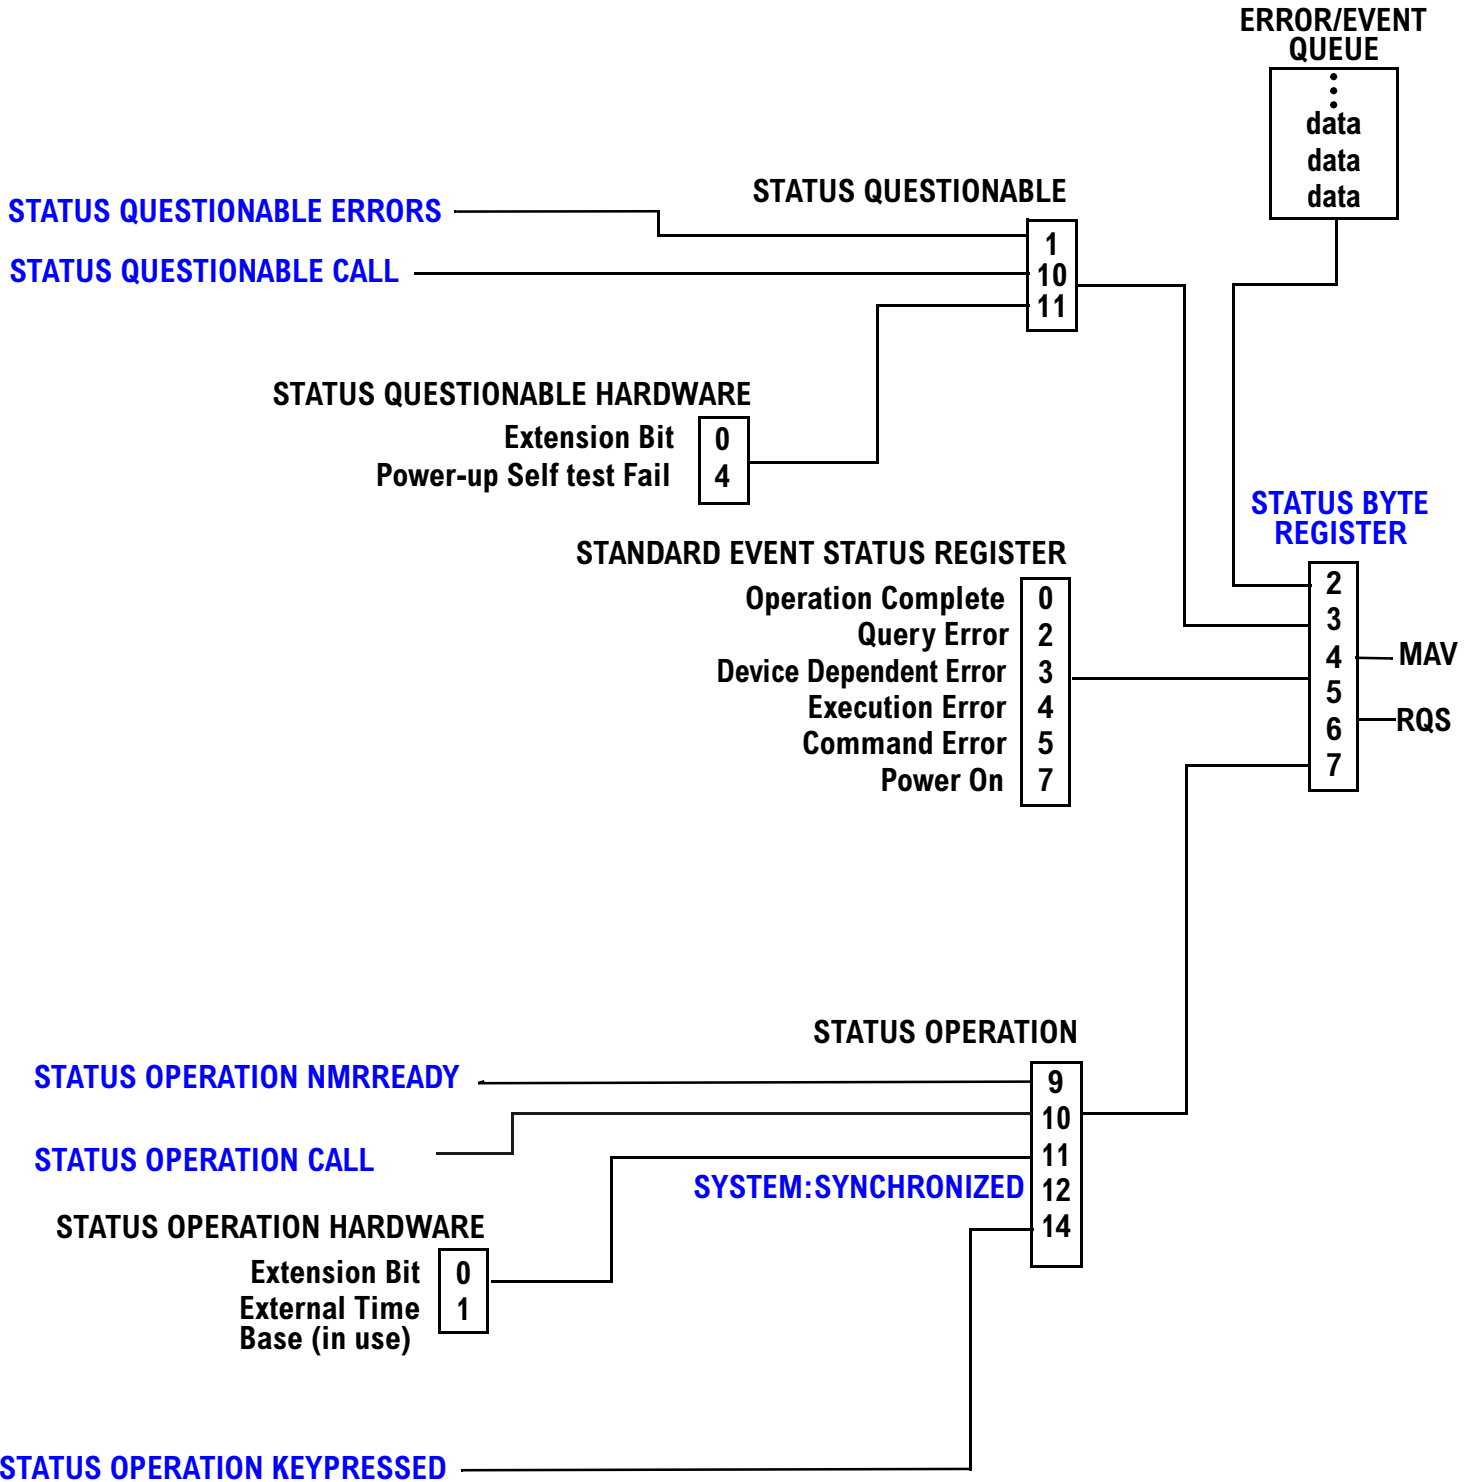 ERROR/EVENT
QUEUE
data
data
data
STATUS QUESTIONABLE
STATUS QUESTIONABLE ERRORS
1
STATUS QUESTIONABLE CALL
10
11
STATUS QUESTIONABLE HARDWARE
Extension Bit 0
Power-up Self test Fail 4
STATUS BYTE
REGISTER
2
3
4 MAV
5
6 RQS
7
STANDARD EVENT STATUS REGISTER
Operation Complete 0
Query Error 2
Device Dependent Error 3
Execution Error 4
Command Error 5
Power On 7
STATUS OPERATION
STATUS OPERATION NMRREADY 9
10
STATUS OPERATION CALL 11
SYSTEM:SYNCHRONIZED 12
14
STATUS OPERATION HARDWARE
Extension Bit 0
External Time 1
Base (in use)
STATUS OPERATION KEYPRESSED